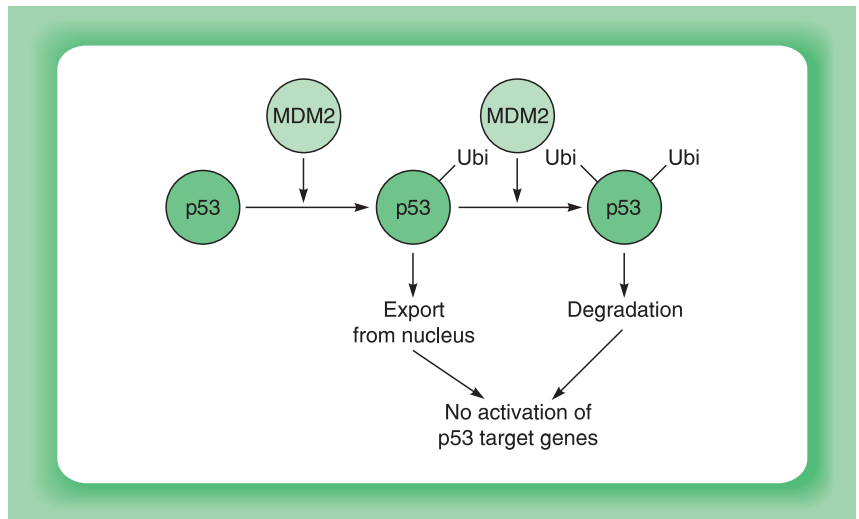 MDM2
MDM2
Ubi
Ubi
Ubi
p53
p53
p53
Export
from nucleus
Degradation
No activation of
p53 target genes